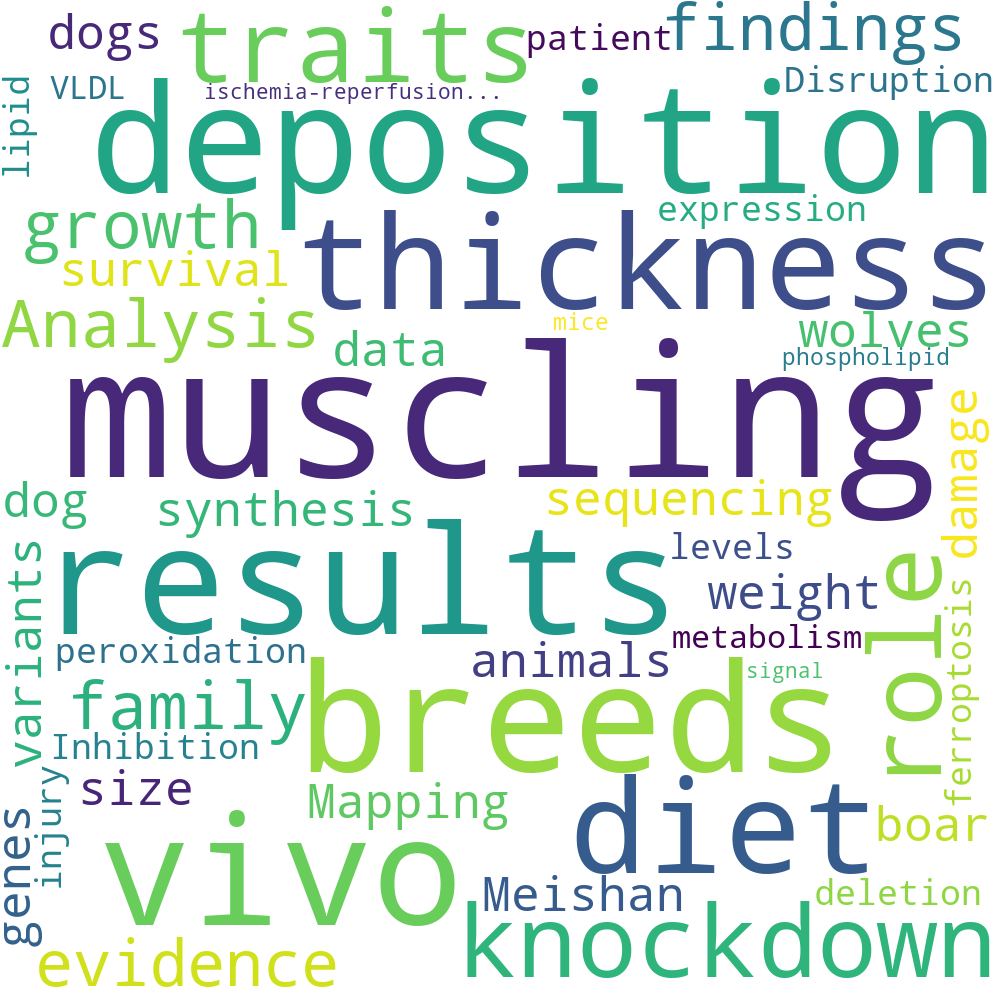 dogs
traits
patient
findings
VLDL
ischemia-reperfusion...
Disruption
lipid
deposition
growth
expression
survival
thickness
Analysis
mice
data
wolves
phospholipid
muscling
damage
dog
synthesis
sequencing
results
levels
role
variants
weight
peroxidation
metabolism
animals
signal
ferroptosis
family
breeds
Inhibition
size
Mapping
diet
injury
boar
genes
vivo
Meishan
deletion
knockdown
evidence